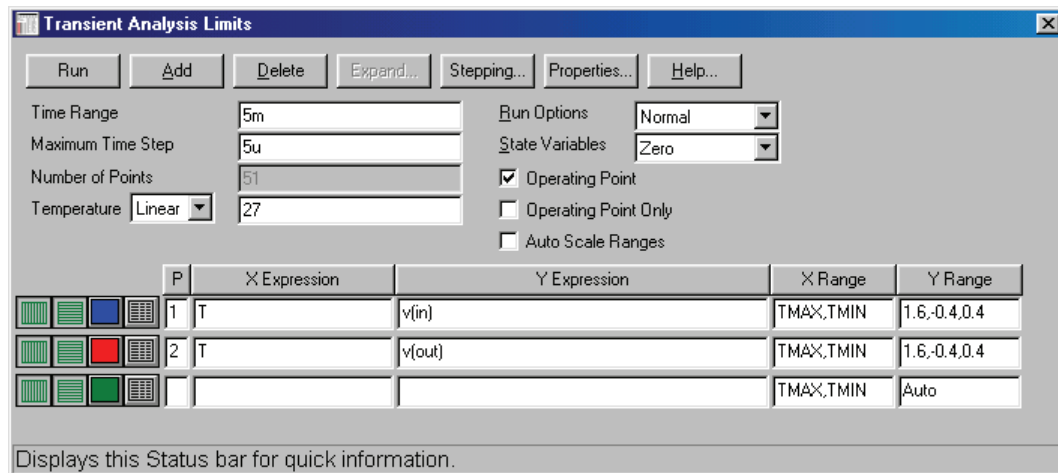 Transient Analysis Limits
Run Add Delete Expand... Stepping... Properties... Help...
Time Range 5m Run Options Normal
Maximum Time Step 5u State Variables Zero
Number of Points 51 Operating Point
Temperature Linear 27 Operating Point Only
Auto Scale Ranges
P X Expression Y Expression X Range Y Range
1 T v(in) TMAX,TMIN 1.6,-0.4,0.4
2 T v(out) TMAX,TMIN 1.6,-0.4,0.4
TMAX,TMIN Auto
Displays this Status bar for quick information.